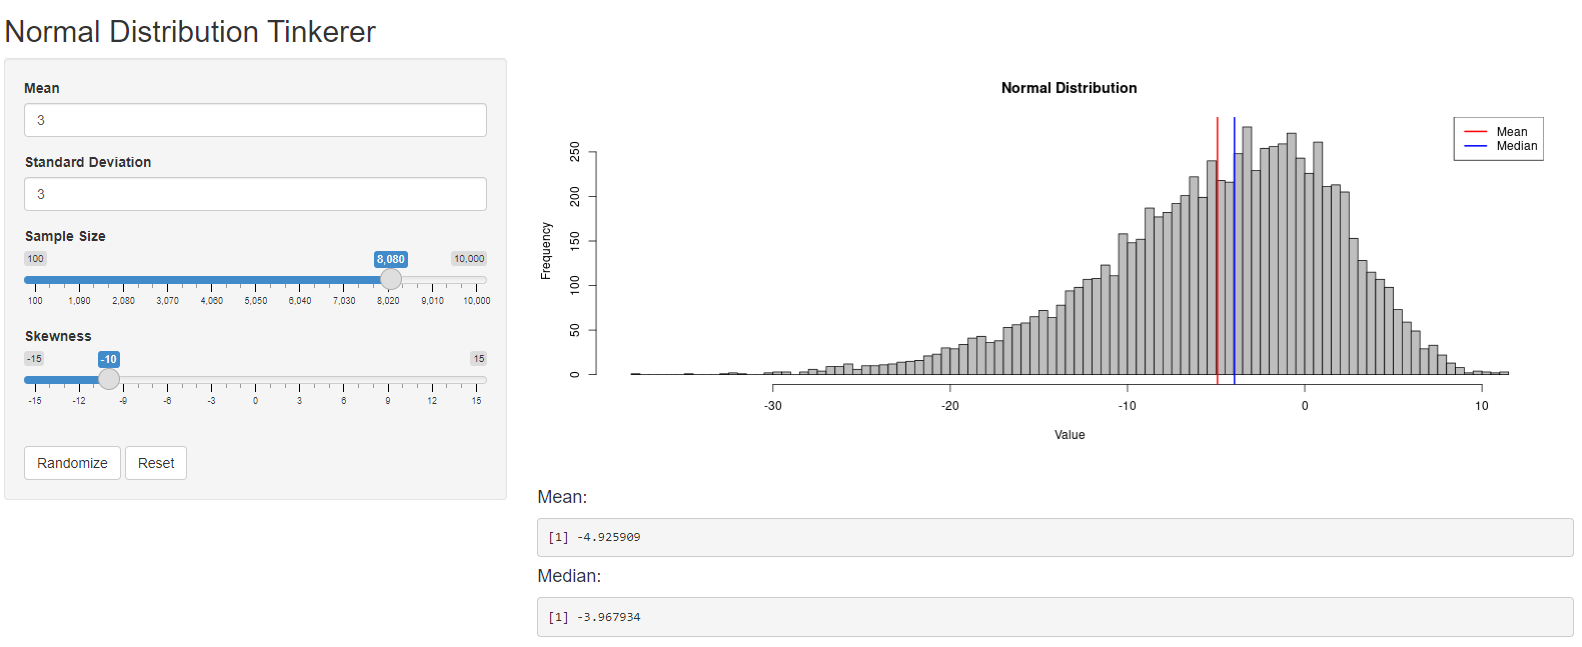 Normal Distribution Tinkerer
Mean
3
Standard Deviation
3
Sample Size
100 8,080 10,000
100 1,090 2,080 3,070 4,060 5,050 6,040 7,030 8,020 9,010 10,000
Skewness
-15 -10 15
-15 -12 -9 -6 -3 0 3 6 9 12 15
Randomize Reset
Normal Distribution
Mean
Median
Frequency
250
200
150
100
50
0
-30 -20 -10 0 10
Value
Mean:
[1] -4.925909
Median:
[1] -3.967934